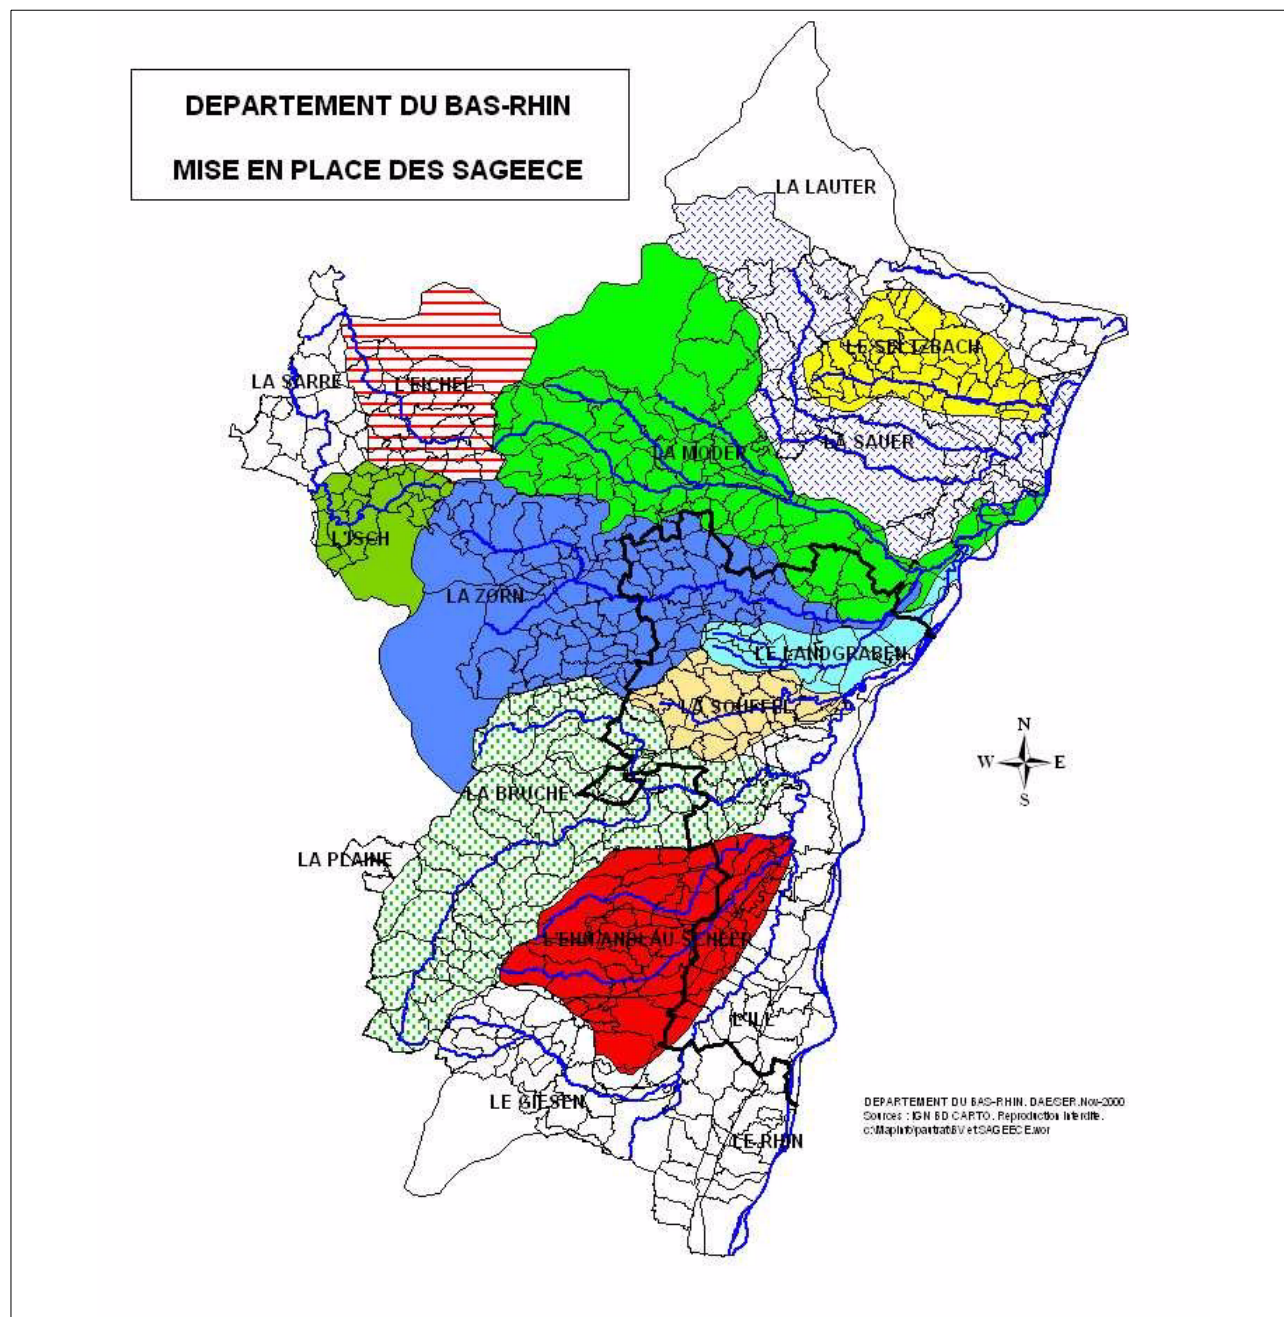 DEPARTEMENT DU BAS-RHIN
MISE EN PLACE DES SAGEECE
LA LAUTER
LE SELTZBACH
LA SARRE
L'EICHEL
LA SAUER
LA MODER
L'ISCH
LA ZORN
LE LANDGRABEN
LA SOUFFEL
N
W E
S
LA BRUCHE
LA PLAINE
L'EHN ANDLAU SCHEER
L'ILL
LE GIESEN
DEPARTEMENT DU BAS-RHIN. DAE/SER.Nov-2000
Sources : IGN BD CARTO. Reproduction interdite.
LE RHIN